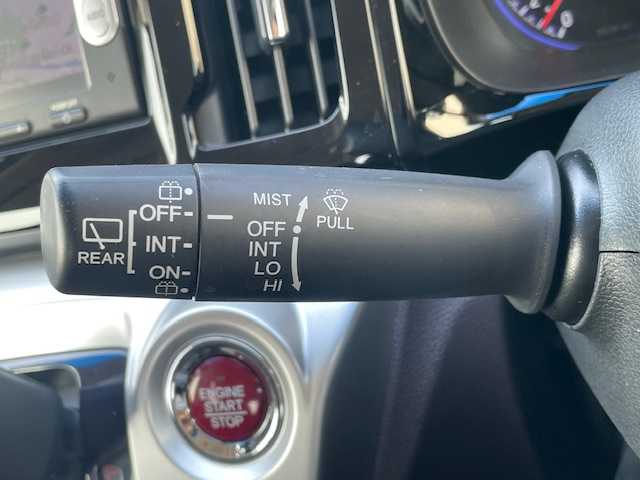 REAR
OFF
INT
ON
MIST
OFF
INT
LO
HI
PULL
ENGINE
START
STOP